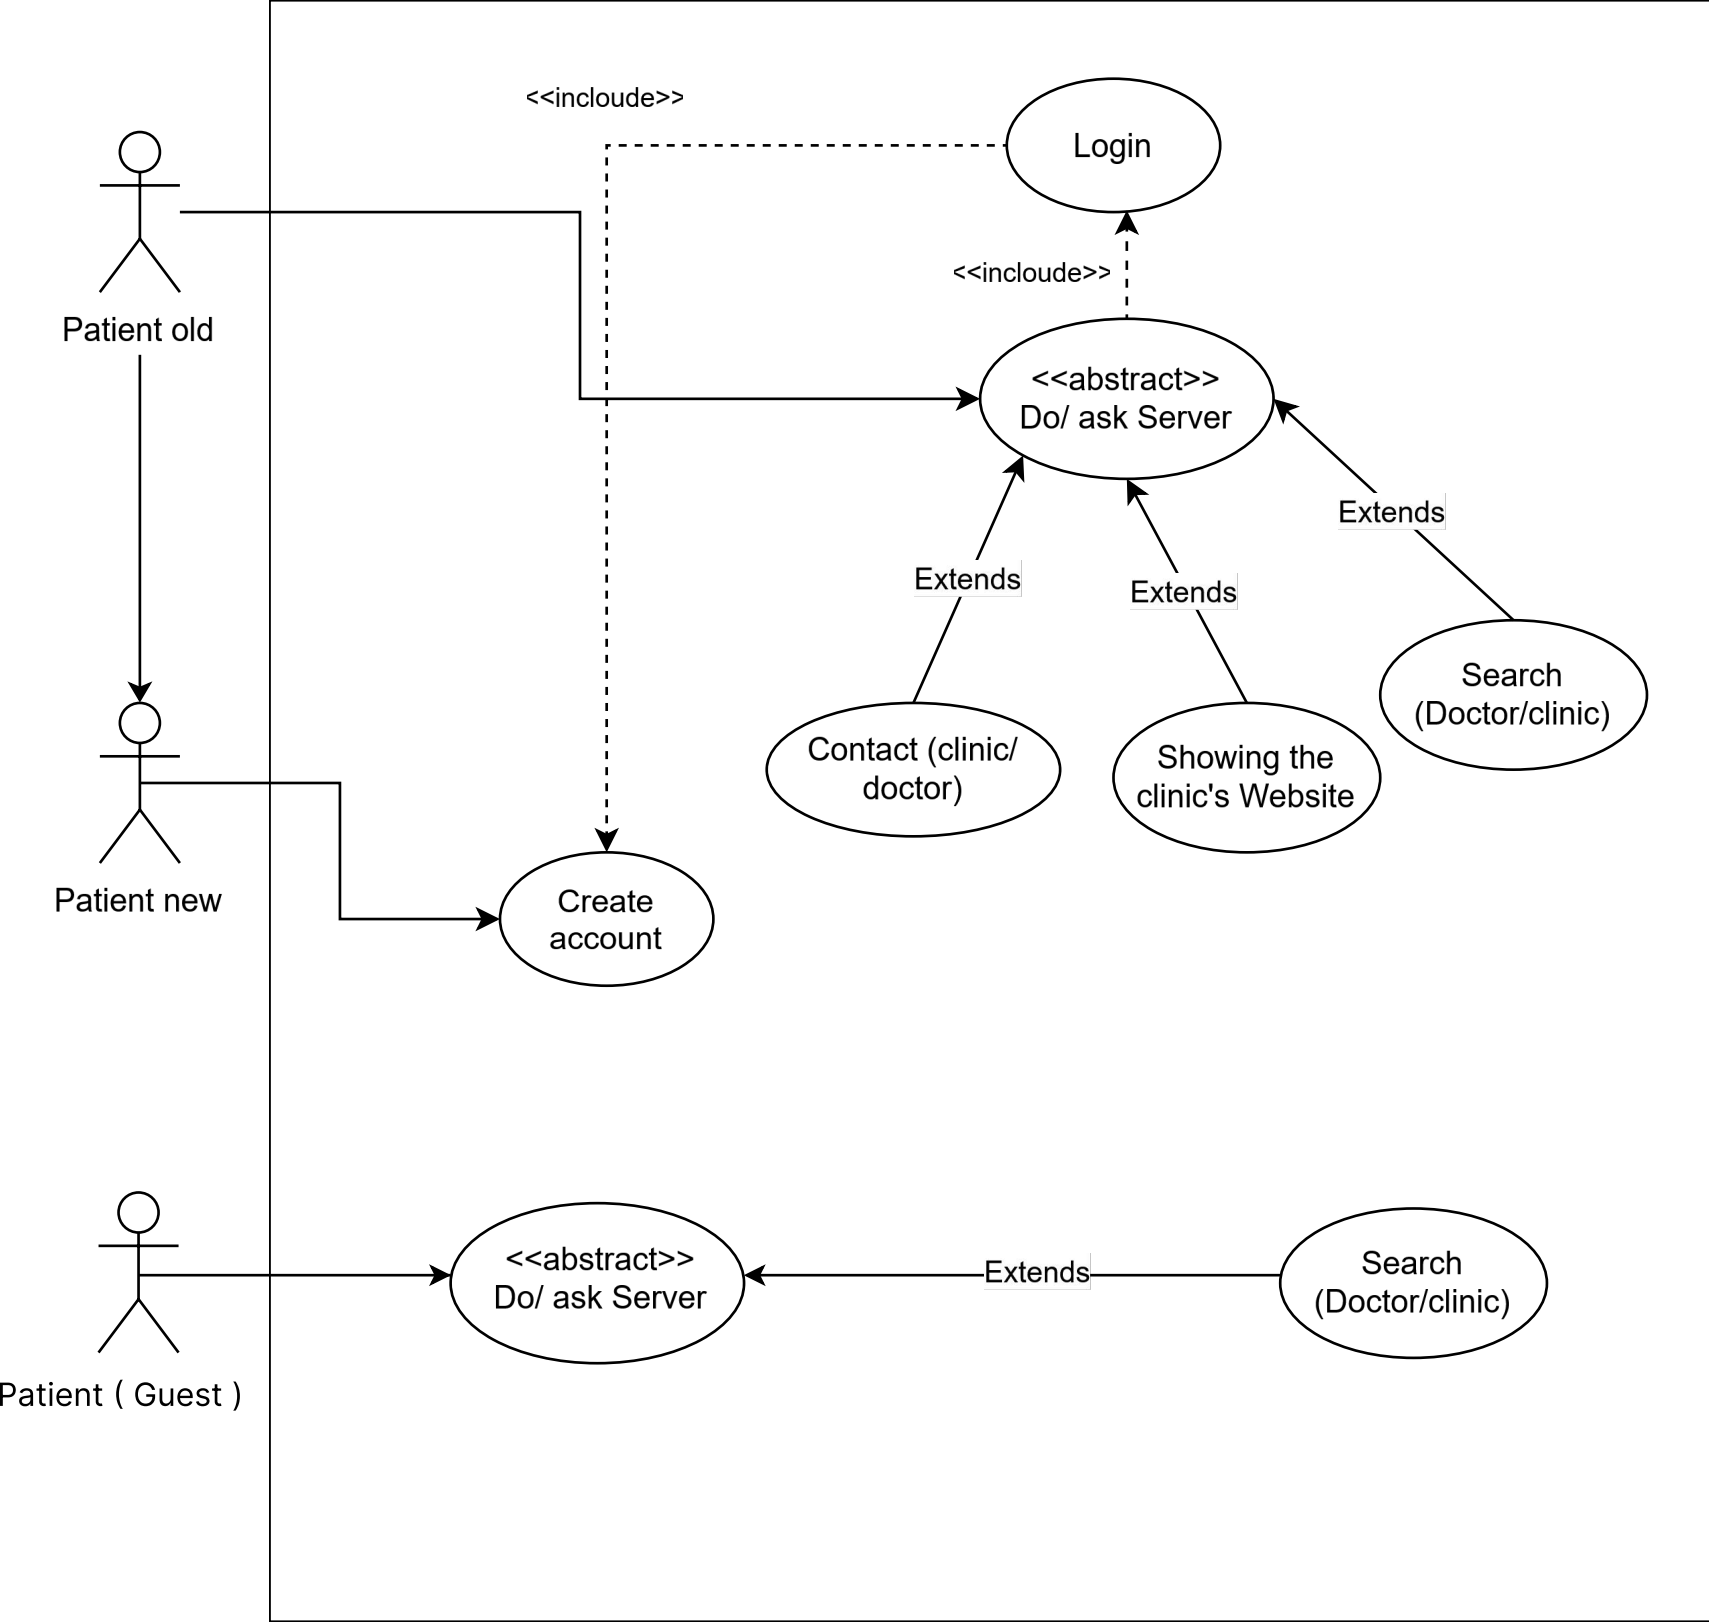 <<incloude>>
Login
Patient old
<<incloude>>
<<abstract>>
Do/ ask Server
Extends
Extends
Extends
Search
(Doctor/clinic)
Contact (clinic/
doctor)
Showing the
clinic's Website
Patient new
Create
account
Patient ( Guest )
<<abstract>>
Do/ ask Server
Extends
Search
(Doctor/clinic)